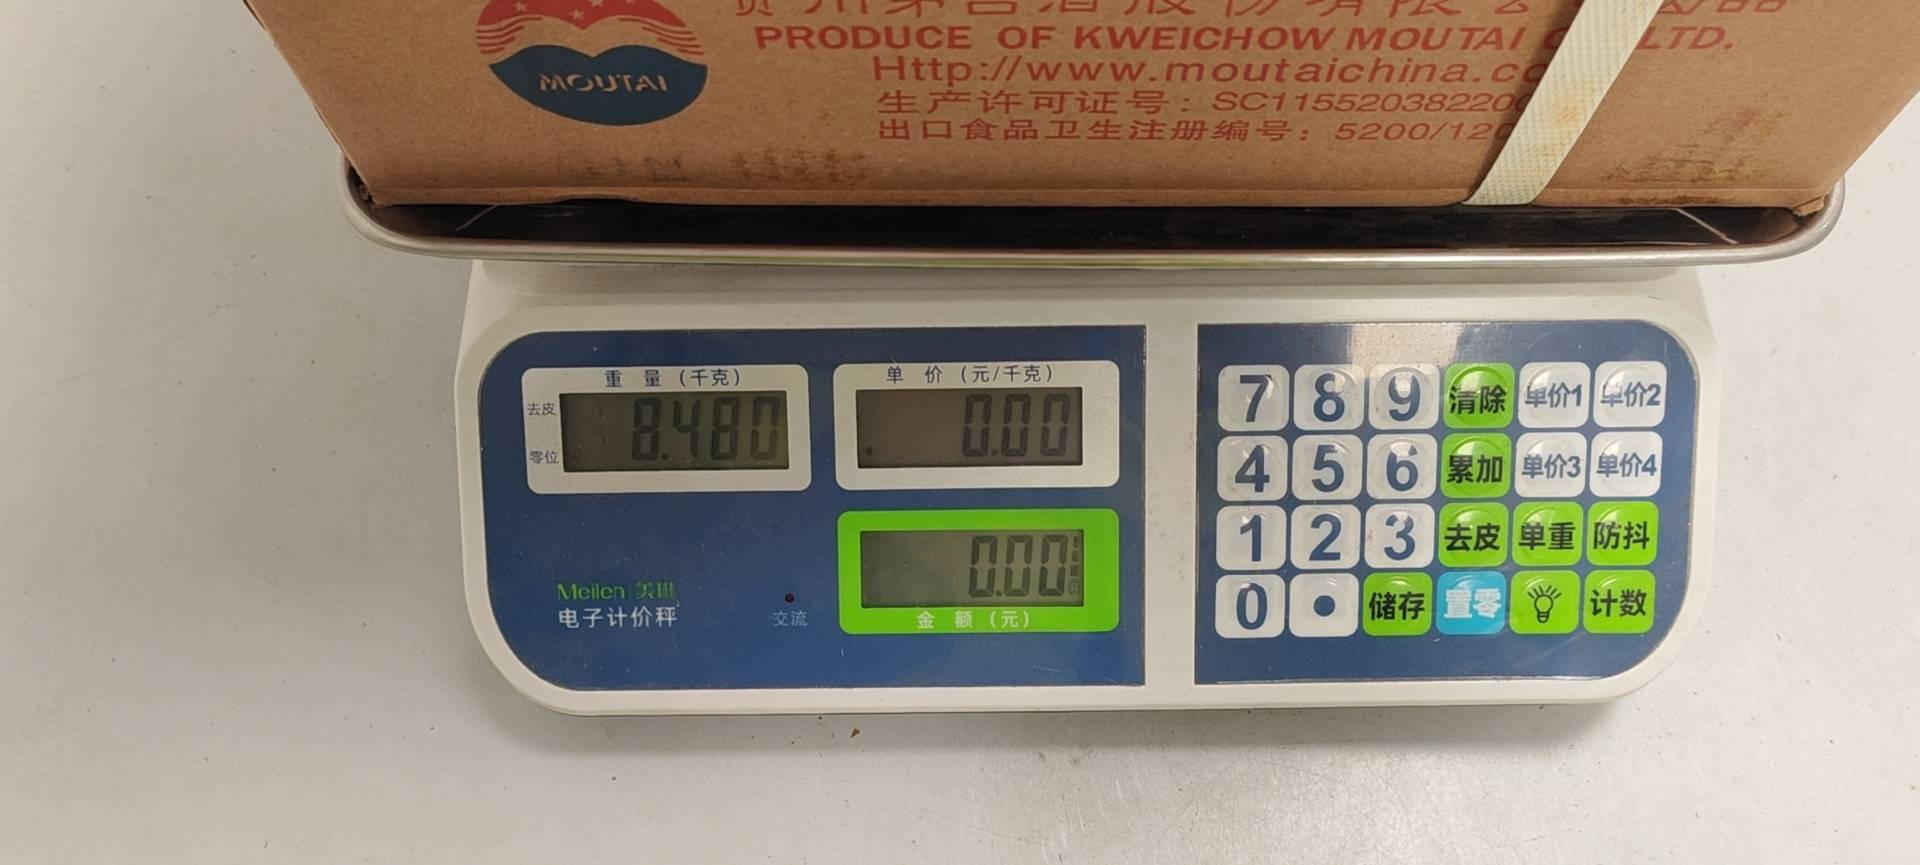 MOUTAI
PRODUCE OF KWEICHOW MOUTAI
LTD.
Http://www.moutaichina.co
生产许可证号：SC115520382200
出口食品卫生注册编号：5200/120
重 量（千克）
单 价（元/千克）
去皮
8.480
0.00
零位
0.00
金 额（元）
Meilen 美琳
电子计价秤
交流
7 8 9 清除 单价1 单价2
4 5 6 累加 单价3 单价4
1 2 3 去皮 单重 防抖
0 • 储存 置零 计数